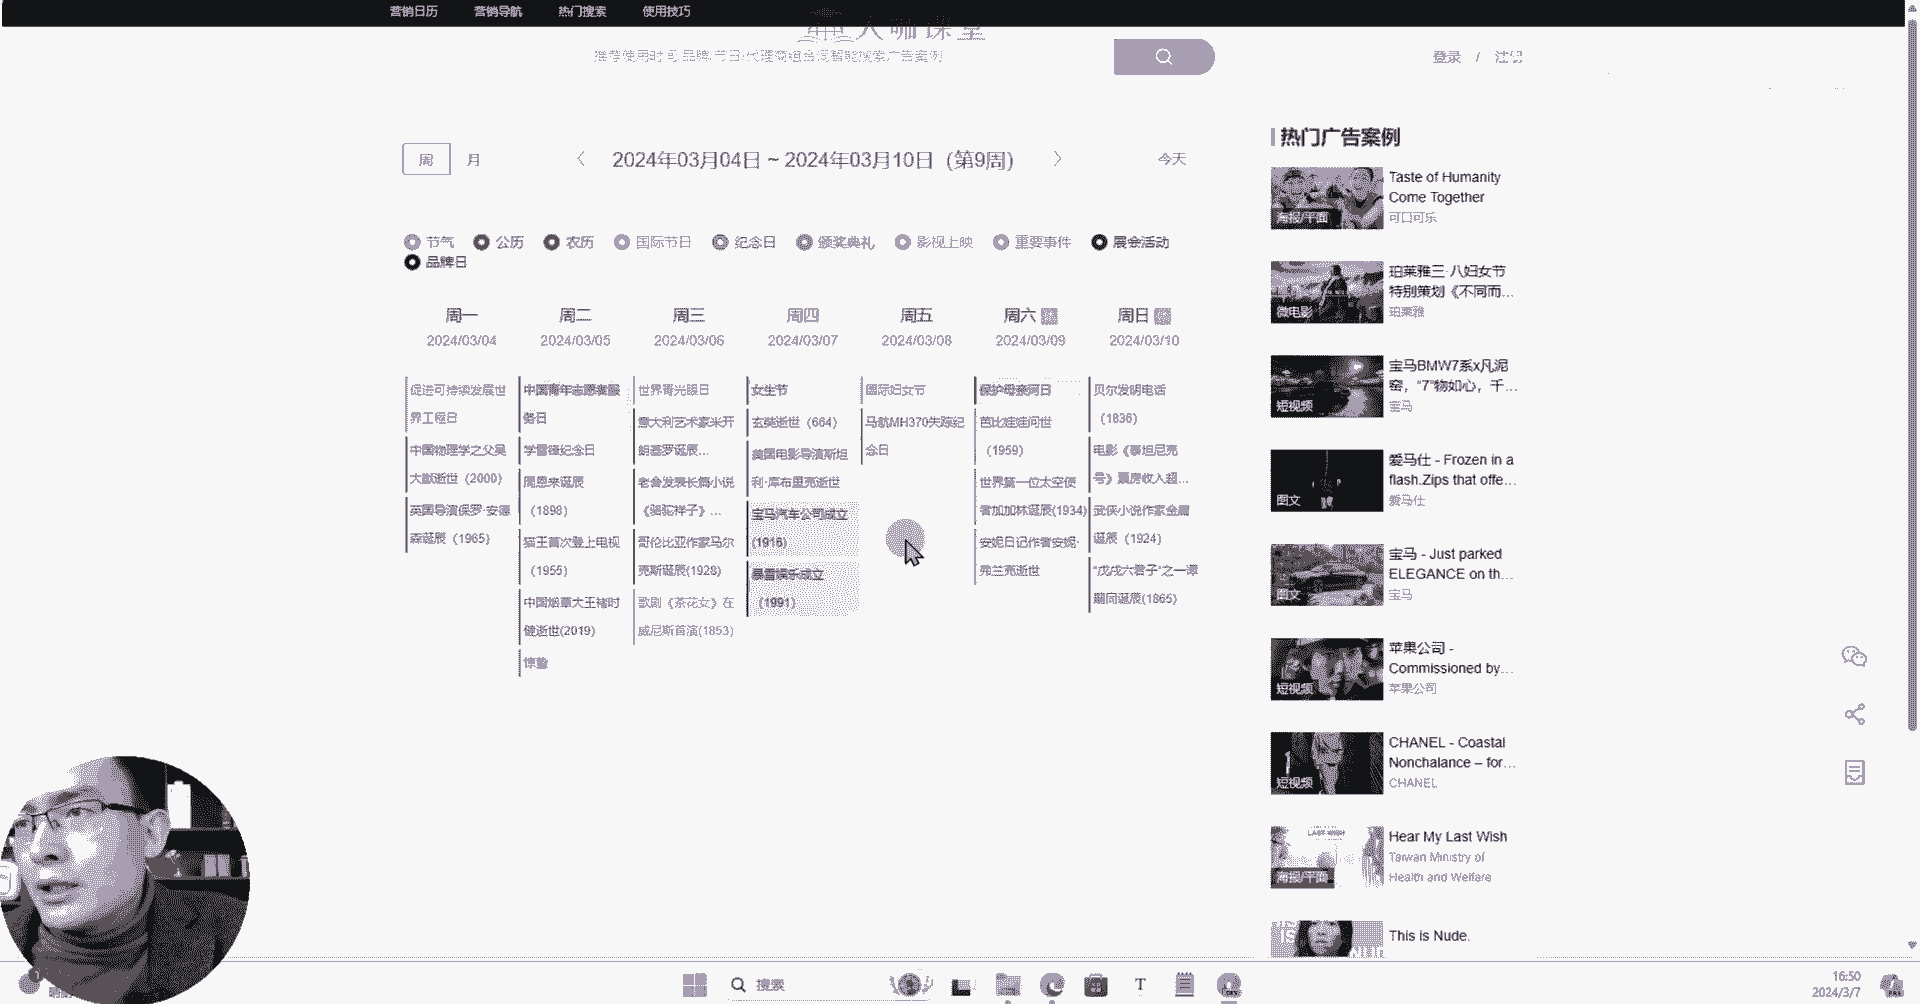 营销日历 营销导航 热门搜索 使用技巧
人咖课堂
推荐使用时间/品牌/节日/代理商组合词智能搜索广告案例
登录 / 注册
周 月 2024年03月04日 ~ 2024年03月10日（第9周） 今天
节气 公历 农历 国际节日 纪念日 颁奖典礼 影视上映 重要事件 展会活动
品牌日
周一 周二 周三 周四 周五 周六 休 周日 休
2024/03/04 2024/03/05 2024/03/06 2024/03/07 2024/03/08 2024/03/09 2024/03/10
促进可持续发展世
界工程日
中国物理学之父吴
大猷逝世（2000）
英国导演保罗·安德
森诞辰（1965）
中国青年志愿者服
务日
学雷锋纪念日
周恩来诞辰
（1898）
猫王首次登上电视
（1955）
中国烟草大王褚时
健逝世(2019)
惊蛰
世界青光眼日
意大利艺术家米开
朗基罗诞辰...
老舍发表长篇小说
《骆驼祥子》...
哥伦比亚作家马尔
克斯诞辰(1928)
歌剧《茶花女》在
威尼斯首演(1853)
女生节
玄奘逝世（664）
美国电影导演斯坦
利·库布里克逝世
宝马汽车公司成立
(1916)
暴雪娱乐成立
（1991）
国际妇女节
马航MH370失踪纪
念日
保护母亲河日
芭比娃娃问世
（1959）
世界第一位太空使
者加加林诞辰(1934)
安妮日记作者安妮·
弗兰克逝世
贝尔发明电话
（1836）
电影《泰坦尼克
号》票房收入超...
武侠小说作家金庸
诞辰（1924）
“戊戌六君子”之一谭
嗣同诞辰(1865)
热门广告案例
海报/平面
Taste of Humanity
Come Together
可口可乐
微电影
珀莱雅三·八妇女节
特别策划《不同而...
珀莱雅
短视频
宝马BMW7系x凡泥
窑，“7”物如心，千...
宝马
图文
爱马仕 - Frozen in a
flash.Zips that offe...
爱马仕
图文
宝马 - Just parked
ELEGANCE on th...
宝马
短视频
苹果公司 -
Commissioned by...
苹果公司
短视频
CHANEL - Coastal
Nonchalance – for...
CHANEL
LAST WISH
海报/平面
Hear My Last Wish
Taiwan Ministry of
Health and Welfare
This is Nude.
搜索
16:50
2024/3/7